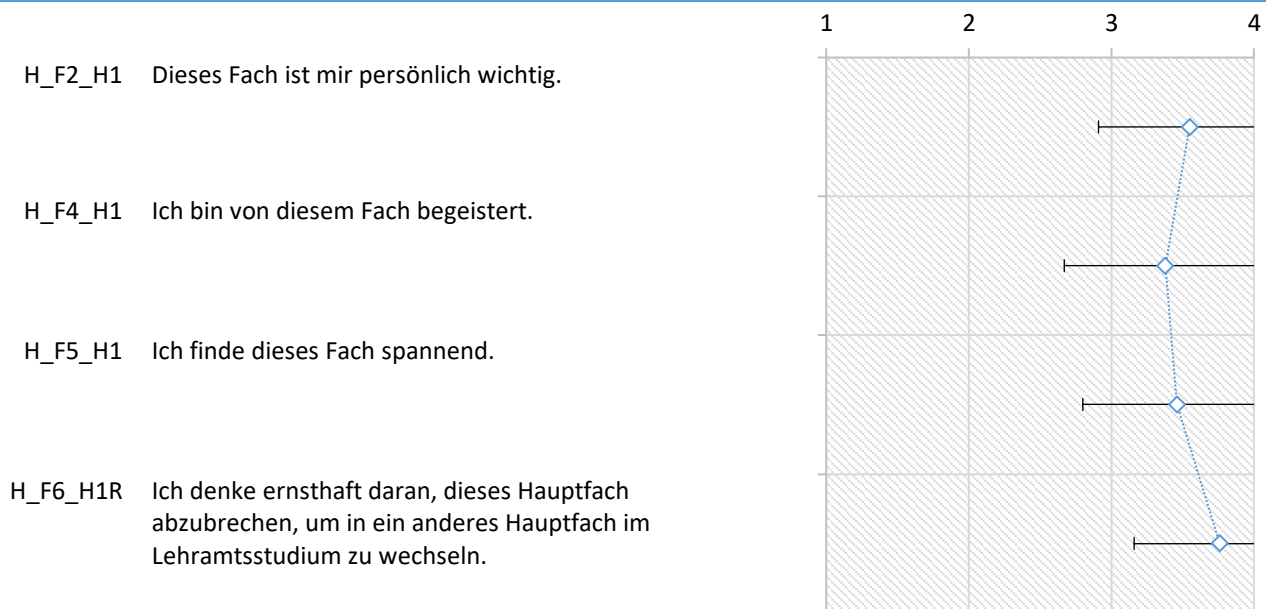 1 2 3 4
H_F2_H1 Dieses Fach ist mir persönlich wichtig.
H_F4_H1 Ich bin von diesem Fach begeistert.
H_F5_H1 Ich finde dieses Fach spannend.
H_F6_H1R Ich denke ernsthaft daran, dieses Hauptfach
abzubrechen, um in ein anderes Hauptfach im
Lehramtsstudium zu wechseln.